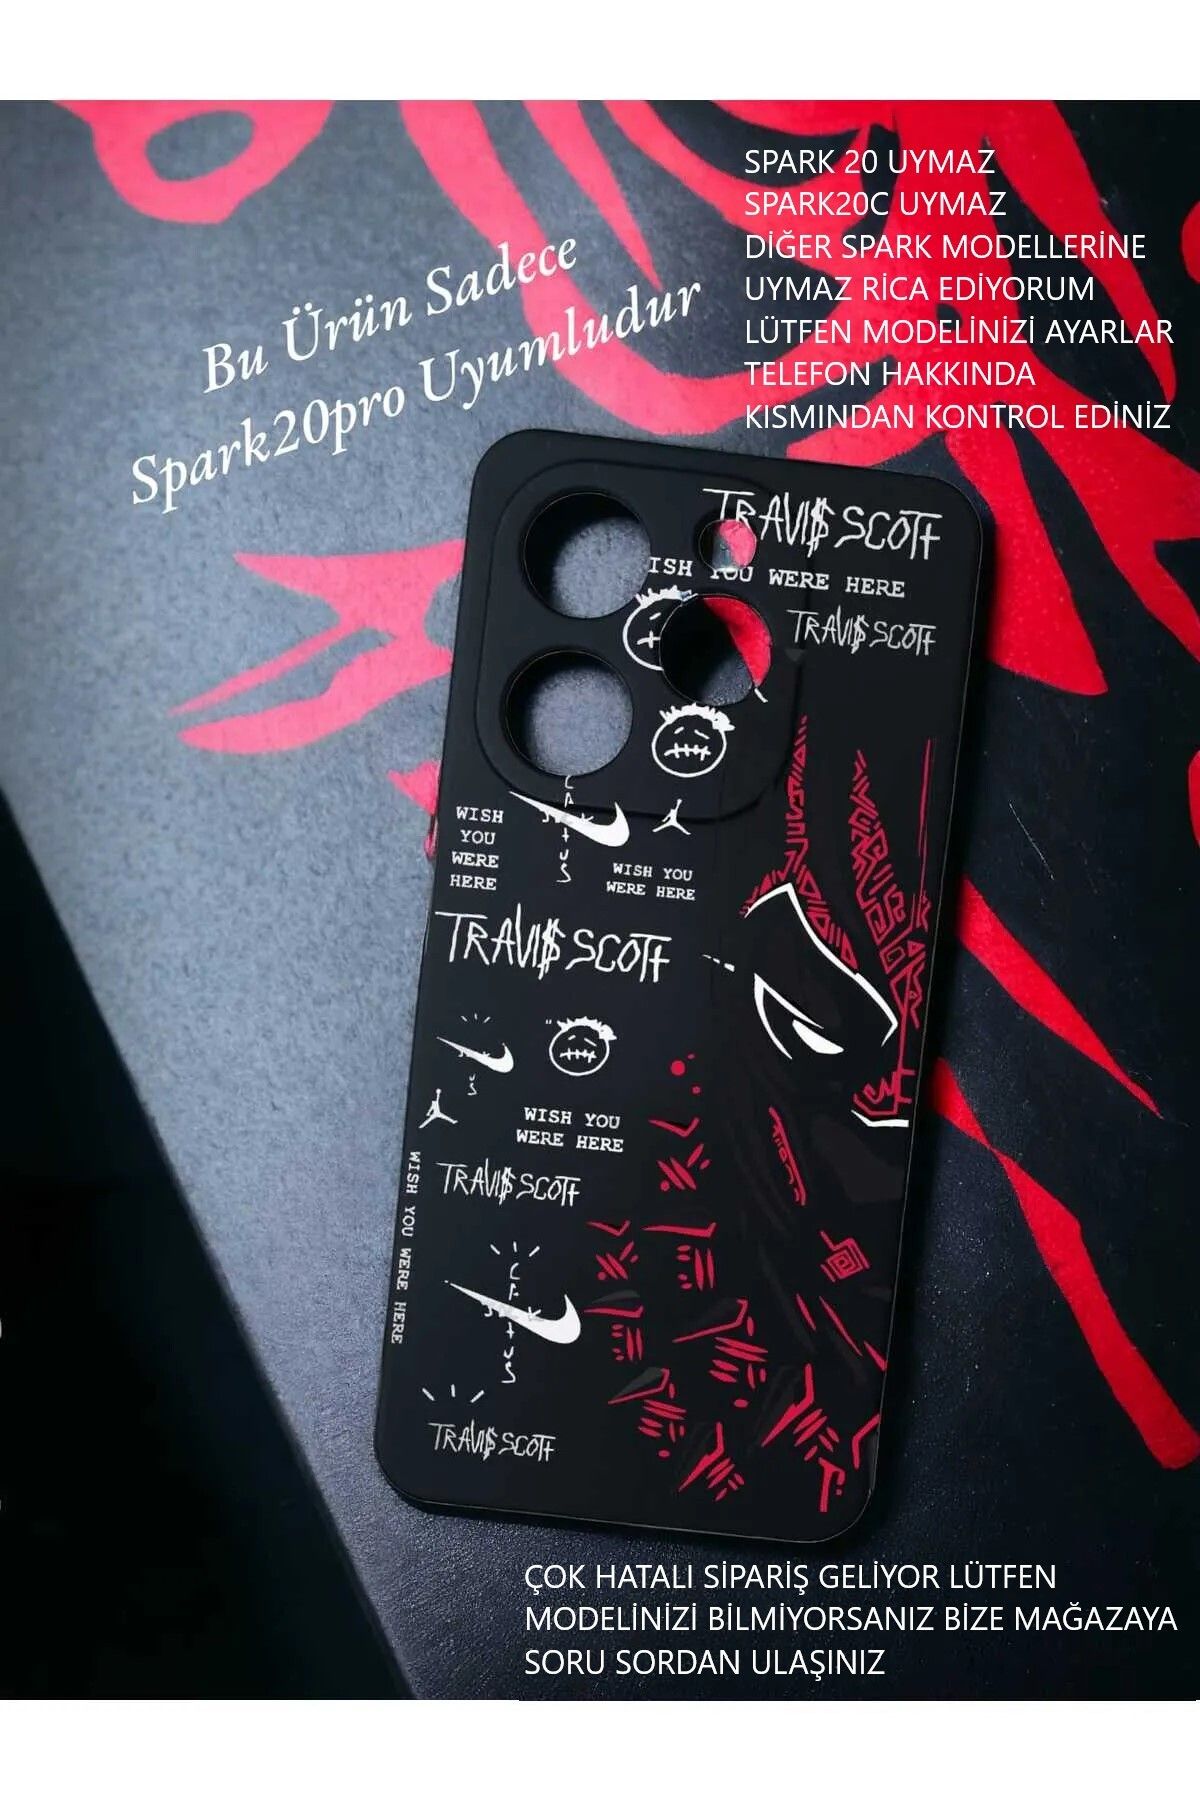 SPARK 20 UYMAZ
SPARK20C UYMAZ
DİĞER SPARK MODELLERİNE
UYMAZ RİCA EDİYORUM
LÜTFEN MODELİNİZİ AYARLAR
TELEFON HAKKINDA
KISMINDAN KONTROL EDİNİZ
Bu Ürün Sadece
Spark20pro Uyumludur
TRAVI$ SCOTT
ISH YOU WERE HERE
TRAVI$ SCOTT
WISH
YOU
WERE
HERE
WISH YOU
WERE HERE
TRAVI$ SCOTT
WISH YOU
WERE HERE
TRAVI$ SCOTT
WISH YOU WERE HERE
CACTUS
JACK
TRAVI$ SCOTT
ÇOK HATALI SİPARİŞ GELİYOR LÜTFEN
MODELİNİZİ BİLMİYORSANIZ BİZE MAĞAZAYA
SORU SORDAN ULAŞINIZ